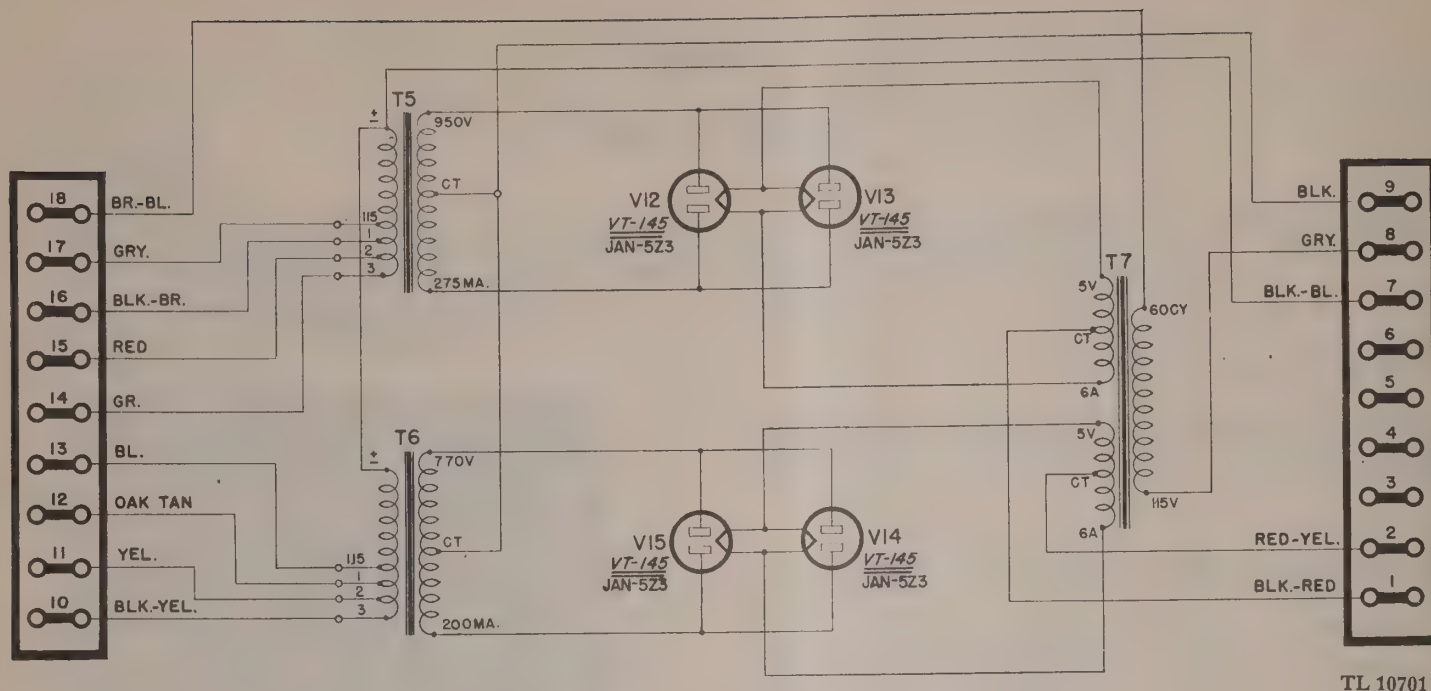 18 BR.-BL.
17 GRY.
16 BLK.-BR.
15 RED
14 GR.
13 BL.
12 OAK TAN
11 YEL.
10 BLK.-YEL.
T5
±
950V
CT
115
1
2
3
275MA.
T6
±
770V
CT
115
1
2
3
200MA.
V12
VT-145
JAN-5Z3
V13
VT-145
JAN-5Z3
V15
VT-145
JAN-5Z3
V14
VT-145
JAN-5Z3
T7
5V
60CY
CT
6A
5V
CT
115V
6A
BLK. 9
GRY. 8
BLK.-BL. 7
6
5
4
3
RED-YEL. 2
BLK.-RED 1
TL 10701